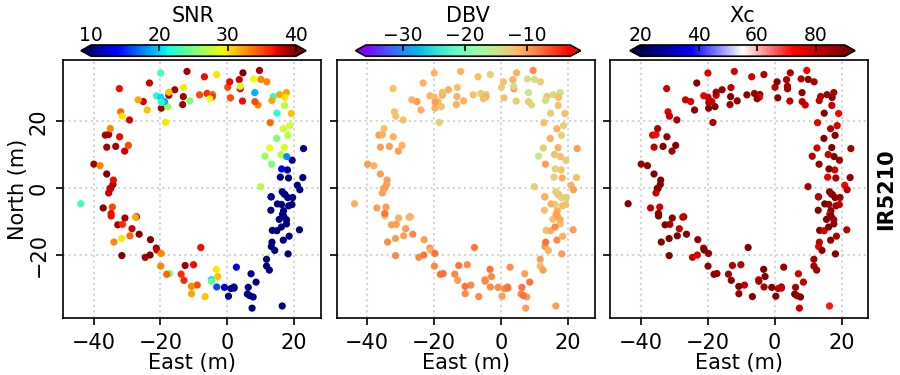 SNR DBV Xc
10 20 30 40 −30 −20 −10 20 40 60 80
20
0
−20
North (m)
−40 −20 0 20 −40 −20 0 20 −40 −20 0 20
East (m) East (m) East (m)
IR5210